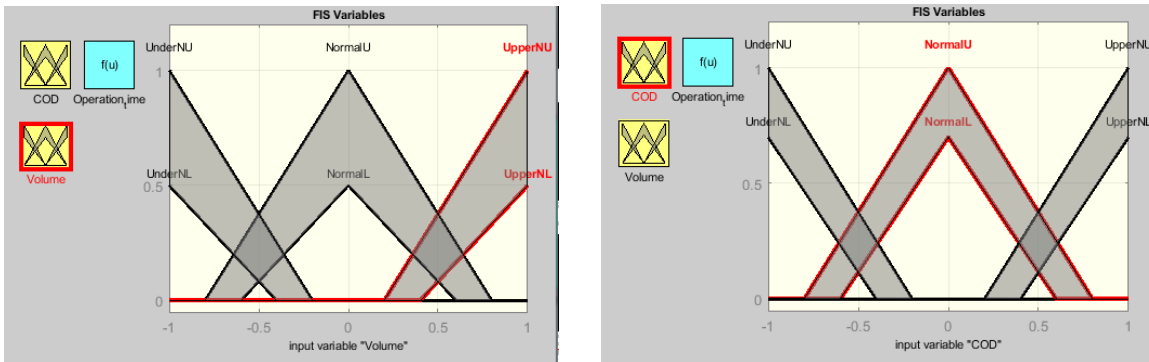 FIS Variables
UnderNU NormalU UpperNU
f(u)
1
COD Operation_time
UnderNL NormalL UpperNL
0.5
Volume
0
-1 -0.5 0 0.5 1
input variable "Volume"
FIS Variables
UnderNU NormalU UpperNU
f(u)
1
COD Operation_time
UnderNL NormalL UpperNL
Volume
0.5
0
-1 -0.5 0 0.5 1
input variable "COD"